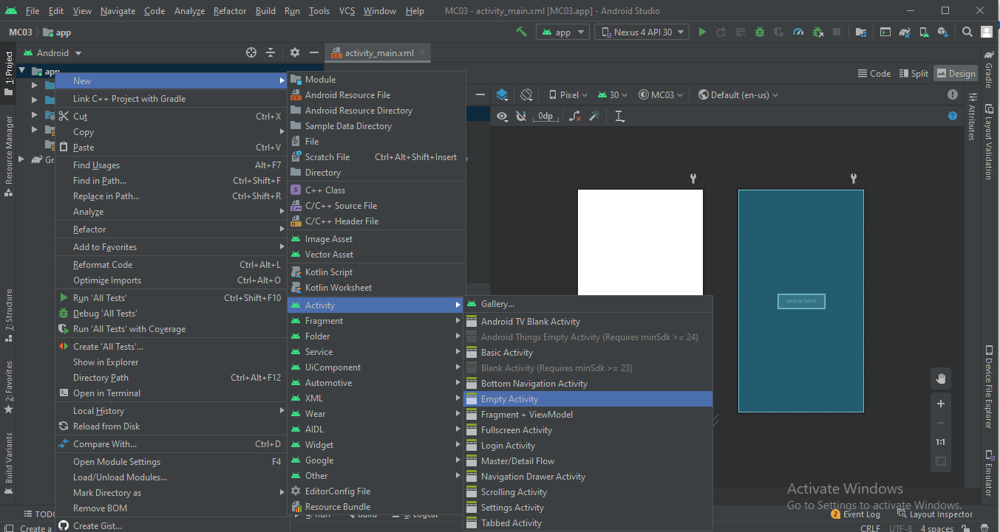 File Edit View Navigate Code Analyze Refactor Build Run Tools VCS Window Help MC03 - activity_main.xml [MC03.app] - Android Studio
MC03 app
app Nexus 4 API 30
Android
activity_main.xml
1: Project
Resource Manager
7: Structure
2: Favorites
Build Variants
app
Gr
New
Link C++ Project with Gradle
Cut Ctrl+X
Copy
Paste Ctrl+V
Find Usages Alt+F7
Find in Path... Ctrl+Shift+F
Replace in Path... Ctrl+Shift+R
Analyze
Refactor
Add to Favorites
Reformat Code Ctrl+Alt+L
Optimize Imports Ctrl+Alt+O
Run 'All Tests' Ctrl+Shift+F10
Debug 'All Tests'
Run 'All Tests' with Coverage
Create 'All Tests'...
Show in Explorer
Directory Path Ctrl+Alt+F12
Open in Terminal
Local History
Reload from Disk
Compare With... Ctrl+D
Open Module Settings F4
Load/Unload Modules...
Mark Directory as
Remove BOM
Create Gist...
Module
Android Resource File
Android Resource Directory
Sample Data Directory
File
Scratch File Ctrl+Alt+Shift+Insert
Directory
C++ Class
C/C++ Source File
C/C++ Header File
Image Asset
Vector Asset
Kotlin Script
Kotlin Worksheet
Activity
Fragment
Folder
Service
UiComponent
Automotive
XML
Wear
AIDL
Widget
Google
Other
EditorConfig File
Resource Bundle
Gallery...
Android TV Blank Activity
Android Things Empty Activity (Requires minSdk >= 24)
Basic Activity
Blank Activity (Requires minSdk >= 23)
Bottom Navigation Activity
Empty Activity
Fragment + ViewModel
Fullscreen Activity
Login Activity
Master/Detail Flow
Navigation Drawer Activity
Scrolling Activity
Settings Activity
Tabbed Activity
Code Split Design
Pixel 30 MC03 Default (en-us)
0dp
1:1
Gradle
Attributes
Layout Validation
Device File Explorer
Emulator
Activate Windows
Go to Settings to activate Windows.
TODO
2 Event Log Layout Inspector
Create a
CRLF UTF-8 4 spaces